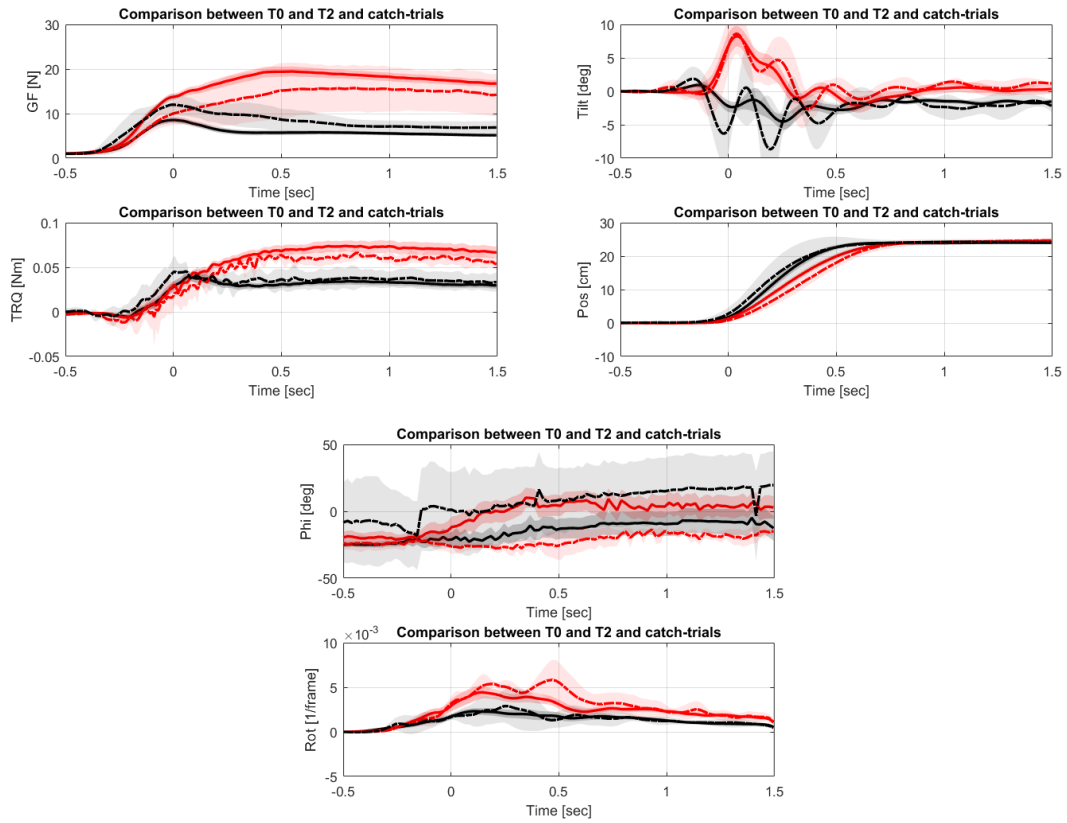 Comparison between T0 and T2 and catch-trials
GF [N]
30
20
10
0
-0.5 0 0.5 1 1.5
Time [sec]
Comparison between T0 and T2 and catch-trials
Tilt [deg]
10
5
0
-5
-10
-0.5 0 0.5 1 1.5
Time [sec]
Comparison between T0 and T2 and catch-trials
TRQ [Nm]
0.1
0.05
0
-0.05
-0.5 0 0.5 1 1.5
Time [sec]
Comparison between T0 and T2 and catch-trials
Pos [cm]
30
20
10
0
-10
-0.5 0 0.5 1 1.5
Time [sec]
Comparison between T0 and T2 and catch-trials
Phi [deg]
50
0
-50
-0.5 0 0.5 1 1.5
Time [sec]
×10-3
Comparison between T0 and T2 and catch-trials
Rot [1/frame]
10
5
0
-5
-0.5 0 0.5 1 1.5
Time [sec]